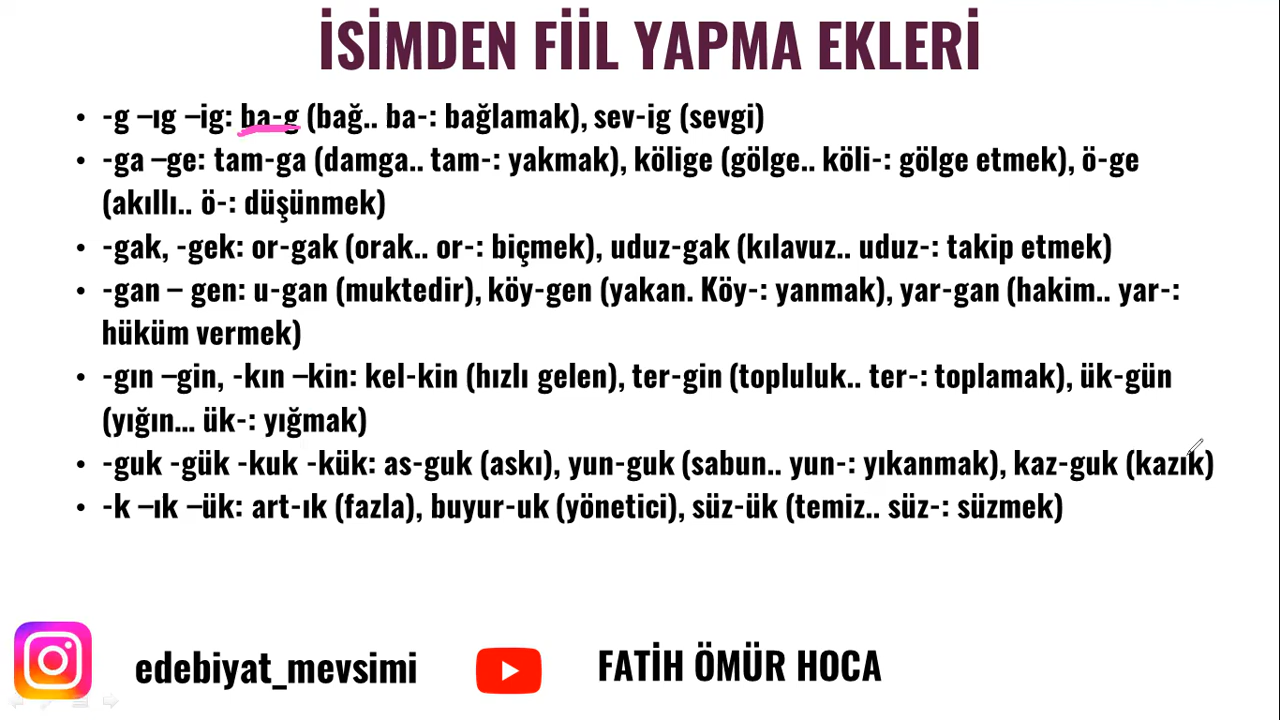 İSİMDEN FİİL YAPMA EKLERİ
• -g –ıg –ig: ba-g (bağ.. ba-: bağlamak), sev-ig (sevgi)
• -ga –ge: tam-ga (damga.. tam-: yakmak), kölige (gölge.. köli-: gölge etmek), ö-ge
(akıllı.. ö-: düşünmek)
• -gak, -gek: or-gak (orak.. or-: biçmek), uduz-gak (kılavuz.. uduz-: takip etmek)
• -gan – gen: u-gan (muktedir), köy-gen (yakan. Köy-: yanmak), yar-gan (hakim.. yar-:
hüküm vermek)
• -gın –gin, -kın –kin: kel-kin (hızlı gelen), ter-gin (topluluk.. ter-: toplamak), ük-gün
(yığın... ük-: yığmak)
• -guk -gük -kuk -kük: as-guk (askı), yun-guk (sabun.. yun-: yıkanmak), kaz-guk (kazık)
• -k –ık –ük: art-ık (fazla), buyur-uk (yönetici), süz-ük (temiz.. süz-: süzmek)
edebiyat_mevsimi
FATİH ÖMÜR HOCA